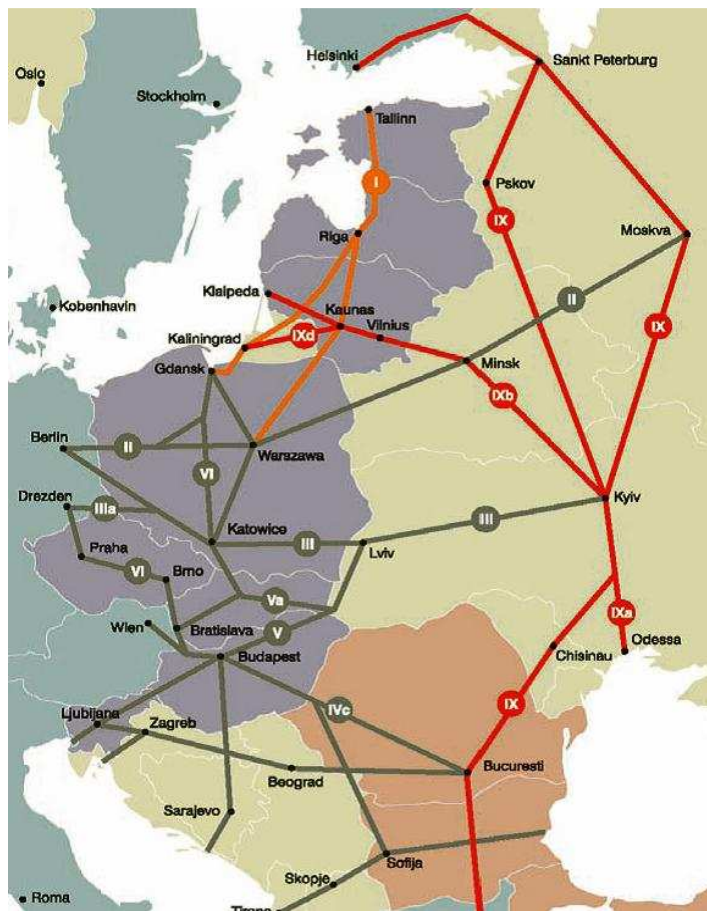 Helsinki
Sankt Peterburg
Oslo
Stockholm
Tallinn
I
Pskov
IX
Riga
Moskva
II
Klaipeda
Kobenhavin
Kaunas
IXd
Vilnius
IX
Kaliningrad
Minsk
Gdansk
IXb
Berlin
II
Warszawa
VI
Drezden
IIIa
Kyiv
Katowice
III
III
Praha
Lviv
VI
Brno
Va
Wien
Bratislava
V
IXa
Odessa
Budapest
Chisinau
Ljubljana
Zagreb
IVc
IX
Beograd
Bucuresti
Sarajevo
Sofija
Skopje
Roma